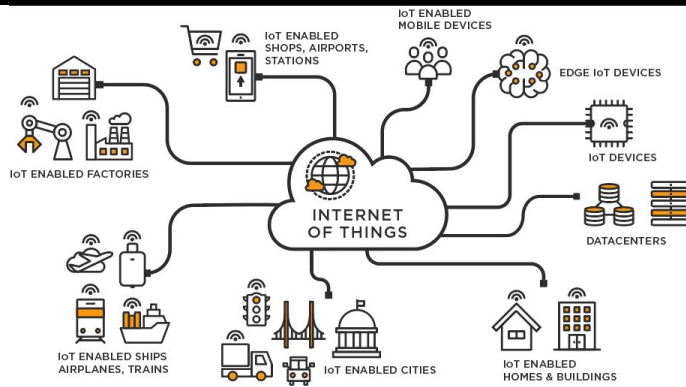 IoT ENABLED
SHOPS, AIRPORTS,
STATIONS
IoT ENABLED
MOBILE DEVICES
EDGE IoT DEVICES
IoT DEVICES
IoT ENABLED FACTORIES
INTERNET
OF THINGS
DATACENTERS
IoT ENABLED SHIPS
AIRPLANES, TRAINS
IoT ENABLED CITIES
IoT ENABLED
HOMES & BUILDINGS